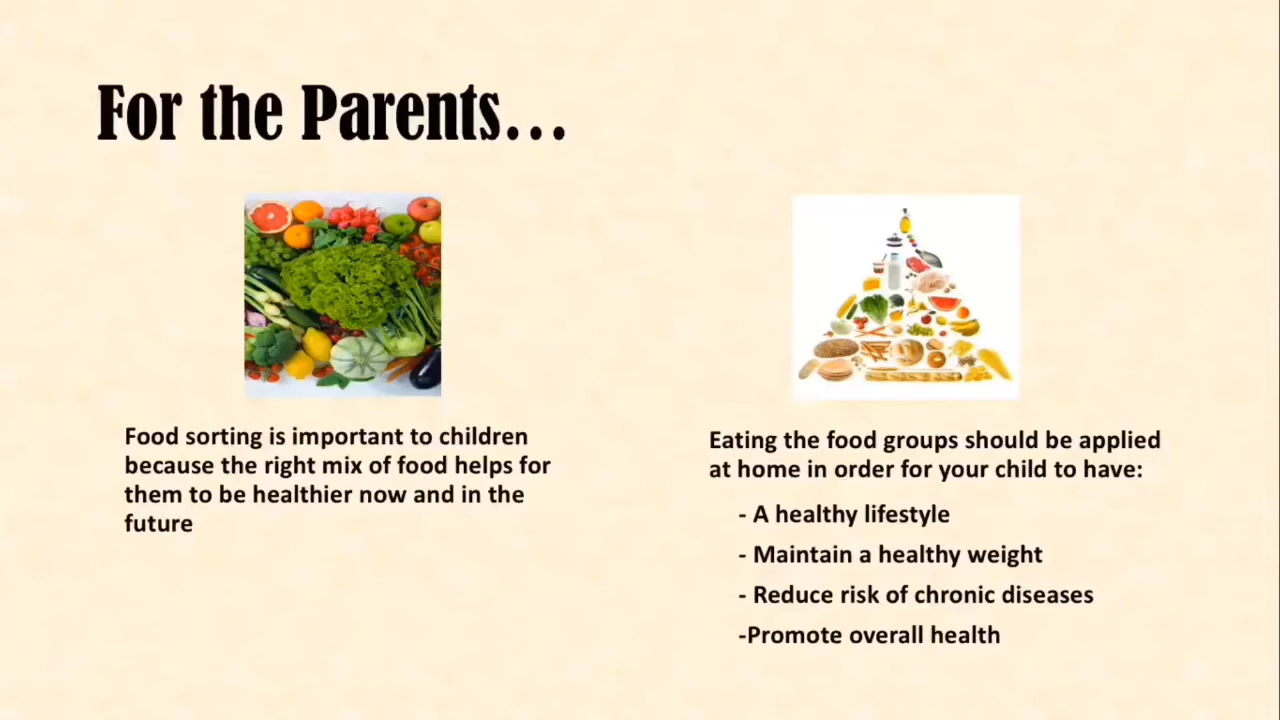 For the Parents...
Food sorting is important to children
because the right mix of food helps for
them to be healthier now and in the
future
Eating the food groups should be applied
at home in order for your child to have:
- A healthy lifestyle
- Maintain a healthy weight
- Reduce risk of chronic diseases
-Promote overall health